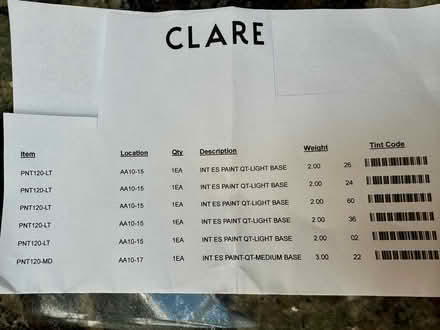 CLARE
Item Location Qty Description Weight Tint Code
PNT120-LT AA10-15 1EA INT ES PAINT QT-LIGHT BASE 2.00 26
PNT120-LT AA10-15 1EA INT ES PAINT QT-LIGHT BASE 2.00 24
PNT120-LT AA10-15 1EA INT ES PAINT QT-LIGHT BASE 2.00 60
PNT120-LT AA10-15 1EA INT ES PAINT QT-LIGHT BASE 2.00 36
PNT120-LT AA10-15 1EA INT ES PAINT QT-LIGHT BASE 2.00 02
PNT120-MD AA10-17 1EA INT ES PAINT-QT-MEDIUM BASE 3.00 22